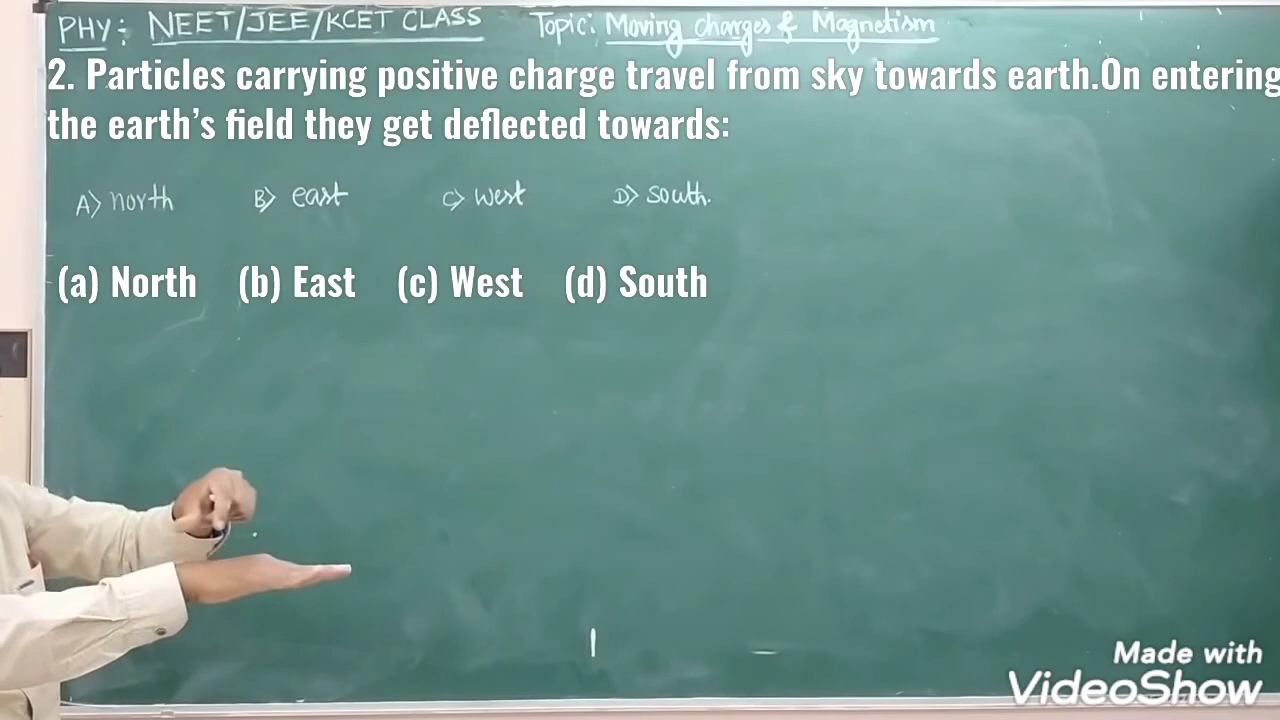 PHY: NEET/JEE/KCET CLASS Topic: Moving charges & Magnetism
2. Particles carrying positive charge travel from sky towards earth.On entering
the earth's field they get deflected towards:
A> north B> east C> west D> south.
(a) North (b) East (c) West (d) South
Made with
VideoShow